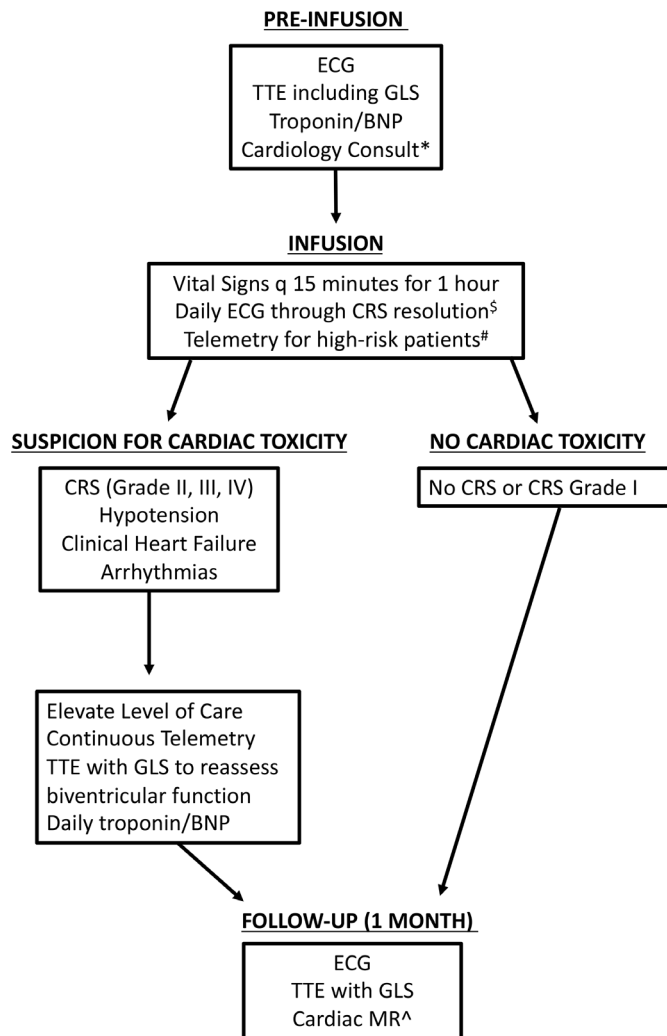 PRE-INFUSION
ECG
TTE including GLS
Troponin/BNP
Cardiology Consult*
INFUSION
Vital Signs q 15 minutes for 1 hour
Daily ECG through CRS resolution$
Telemetry for high-risk patients#
SUSPICION FOR CARDIAC TOXICITY
CRS (Grade II, III, IV)
Hypotension
Clinical Heart Failure
Arrhythmias
NO CARDIAC TOXICITY
No CRS or CRS Grade I
Elevate Level of Care
Continuous Telemetry
TTE with GLS to reassess
biventricular function
Daily troponin/BNP
FOLLOW-UP (1 MONTH)
ECG
TTE with GLS
Cardiac MR^